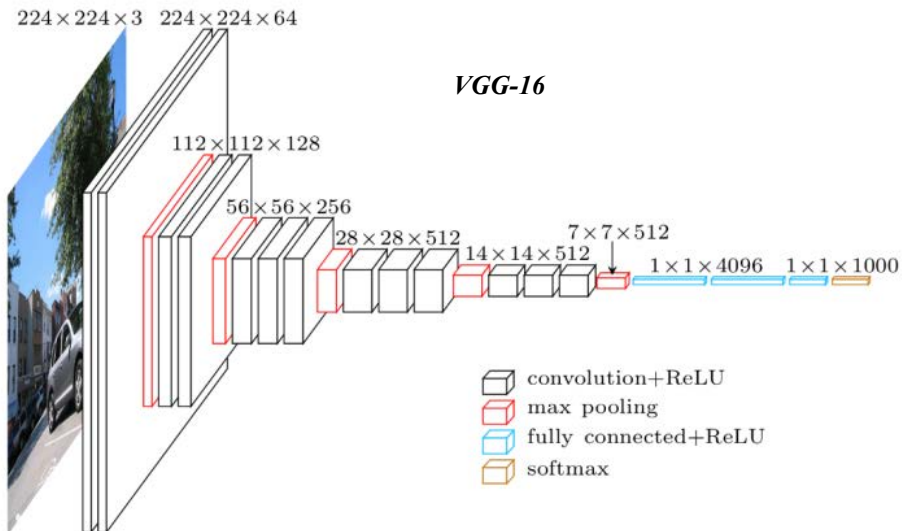 224×224×3
224×224×64
VGG-16
112×112×128
56×56×256
28×28×512
7×7×512
14×14×512
1×1×4096
1×1×1000
convolution+ReLU
max pooling
fully connected+ReLU
softmax